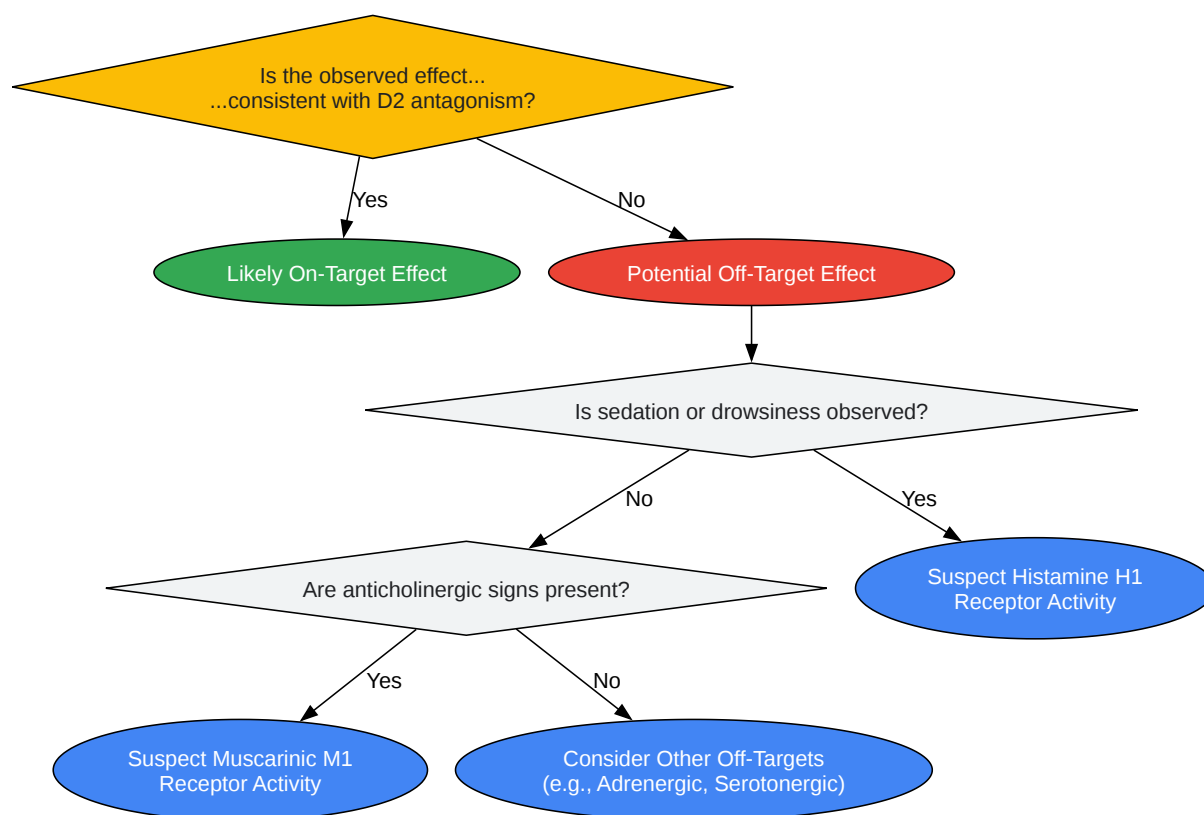 Is the observed effect...
...consistent with D2 antagonism?
Yes
No
Likely On-Target Effect
Potential Off-Target Effect
Is sedation or drowsiness observed?
No
Yes
Are anticholinergic signs present?
Suspect Histamine H1
Receptor Activity
Yes
No
Suspect Muscarinic M1
Receptor Activity
Consider Other Off-Targets
(e.g., Adrenergic, Serotonergic)